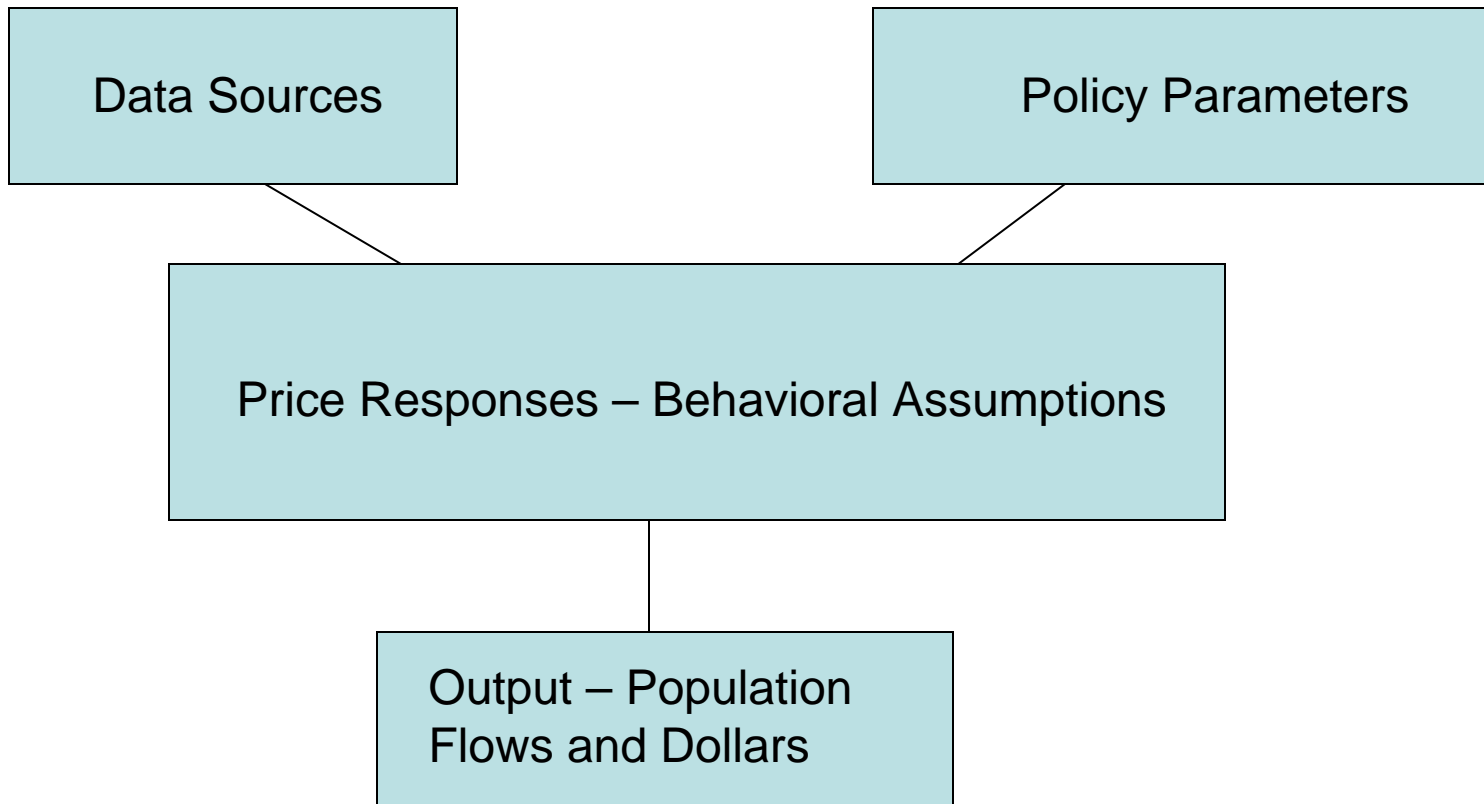 Data Sources
Policy Parameters
Price Responses – Behavioral Assumptions
Output – Population
Flows and Dollars